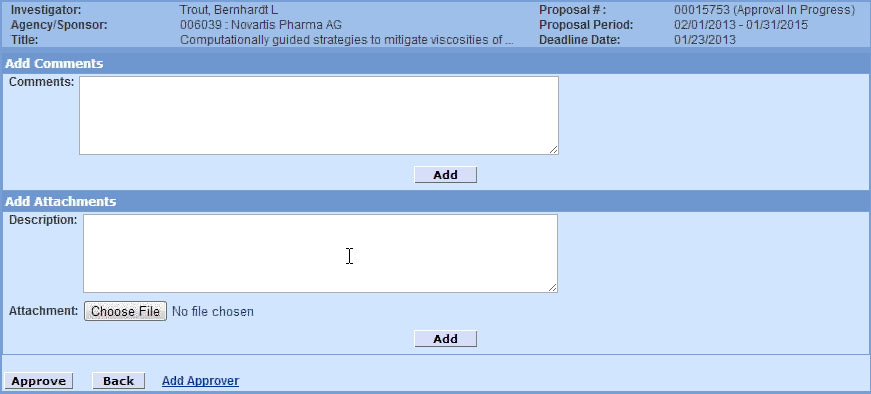 Investigator: Trout, Bernhardt L Proposal # : 00015753 (Approval In Progress)
Agency/Sponsor: 006039 : Novartis Pharma AG Proposal Period: 02/01/2013 - 01/31/2015
Title: Computationally guided strategies to mitigate viscosities of ... Deadline Date: 01/23/2013
Add Comments
Comments:
Add
Add Attachments
Description:
Attachment: Choose File No file chosen
Add
Approve Back Add Approver